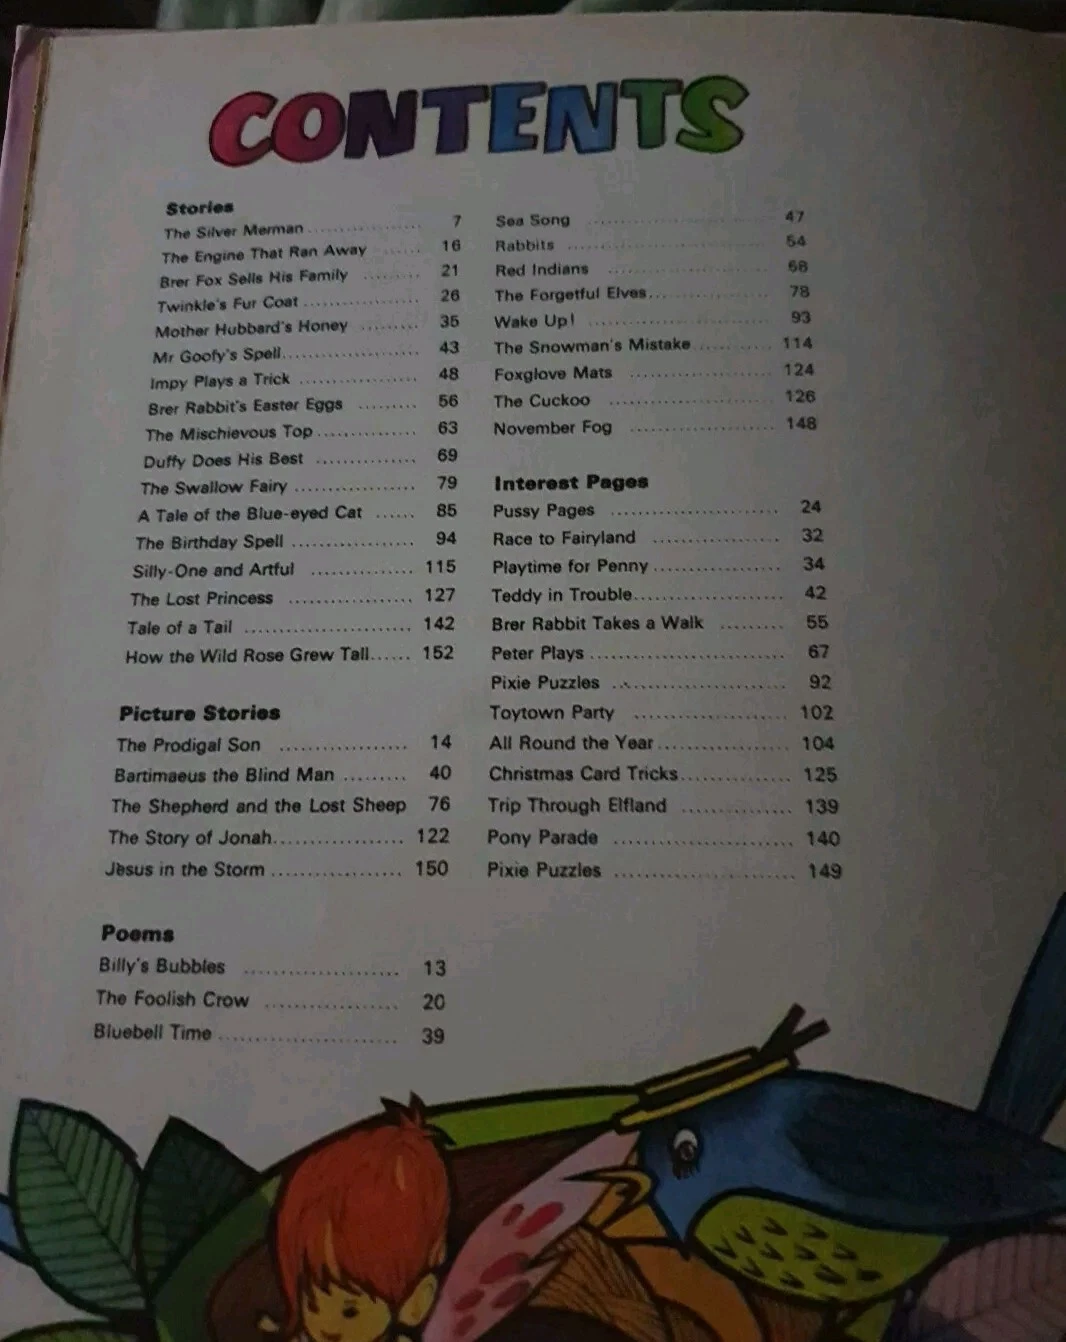 CONTENTS
Stories
The Silver Merman .................. 7
The Engine That Ran Away ...... 16
Brer Fox Sells His Family ......... 21
Twinkle's Fur Coat .................. 26
Mother Hubbard's Honey ......... 35
Mr Goofy's Spell..................... 43
Impy Plays a Trick .................. 48
Brer Rabbit's Easter Eggs ......... 56
The Mischievous Top ............... 63
Duffy Does His Best ............... 69
The Swallow Fairy .................. 79
A Tale of the Blue-eyed Cat ...... 85
The Birthday Spell .................. 94
Silly-One and Artful ............... 115
The Lost Princess .................. 127
Tale of a Tail ........................ 142
How the Wild Rose Grew Tall...... 152
Picture Stories
The Prodigal Son .................. 14
Bartimaeus the Blind Man ......... 40
The Shepherd and the Lost Sheep 76
The Story of Jonah.................. 122
Jesus in the Storm .................. 150
Poems
Billy's Bubbles ..................... 13
The Foolish Crow .................. 20
Bluebell Time ........................ 39
Sea Song ........................... 47
Rabbits ........................... 54
Red Indians ........................ 68
The Forgetful Elves.................. 78
Wake Up! ........................... 93
The Snowman's Mistake............ 114
Foxglove Mats ..................... 124
The Cuckoo ........................ 126
November Fog ..................... 148
Interest Pages
Pussy Pages ........................ 24
Race to Fairyland .................. 32
Playtime for Penny .................. 34
Teddy in Trouble..................... 42
Brer Rabbit Takes a Walk ......... 55
Peter Plays ........................... 67
Pixie Puzzles ........................ 92
Toytown Party ..................... 102
All Round the Year.................. 104
Christmas Card Tricks............... 125
Trip Through Elfland ............... 139
Pony Parade ........................ 140
Pixie Puzzles ........................ 149